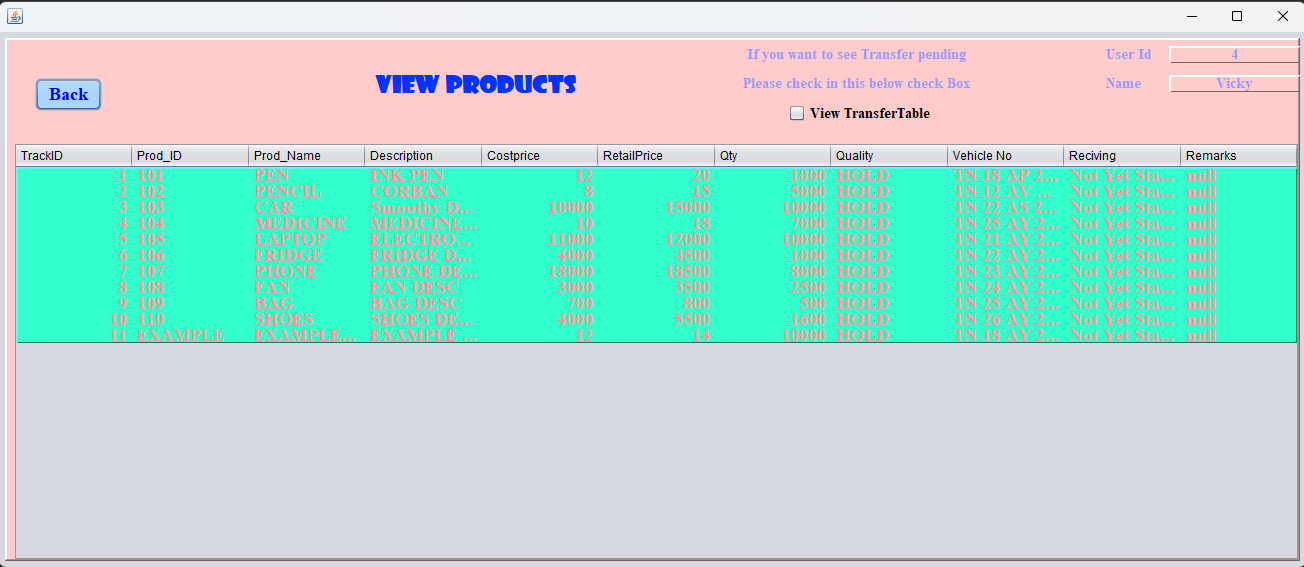 If you want to see Transfer pending User Id 4
Back VIEW PRODUCTS Please check in this below check Box Name Vicky
View TransferTable
TrackID Prod_ID Prod_Name Description Costprice RetailPrice Qty Quality Vehicle No Reciving Remarks
1 101 PEN INK PEN 12 20 1000 HOLD TN 18 AP 2... Not Yet Sta... null
2 102 PENCIL CORBAN 8 15 5000 HOLD TN 12 AV ... Not Yet Sta... null
3 103 CAR Smoothy D... 10000 15000 10000 HOLD TN 22 AS 2... Not Yet Sta... null
4 104 MEDICINE MEDICINE... 10 18 7000 HOLD TN 25 AY 2... Not Yet Sta... null
5 105 LAPTOP ELECTRO... 11000 12000 10000 HOLD TN 21 AY 2... Not Yet Sta... null
6 106 FRIDGE FRIDGE D... 4000 4500 1000 HOLD TN 22 AY 2... Not Yet Sta... null
7 107 PHONE PHONE DE... 18000 18500 8000 HOLD TN 23 AY 2... Not Yet Sta... null
8 108 FAN FAN DESC 3000 3500 2500 HOLD TN 24 AY 2... Not Yet Sta... null
9 109 BAG BAG DESC 700 800 500 HOLD TN 25 AY 2... Not Yet Sta... null
10 110 SHOES SHOES DE... 4000 5500 1600 HOLD TN 26 AY 2... Not Yet Sta... null
11 EXAMPLE EXAMPLE... EXAMPLE ... 12 14 10000 HOLD TN 18 AY 2... Not Yet Sta... null